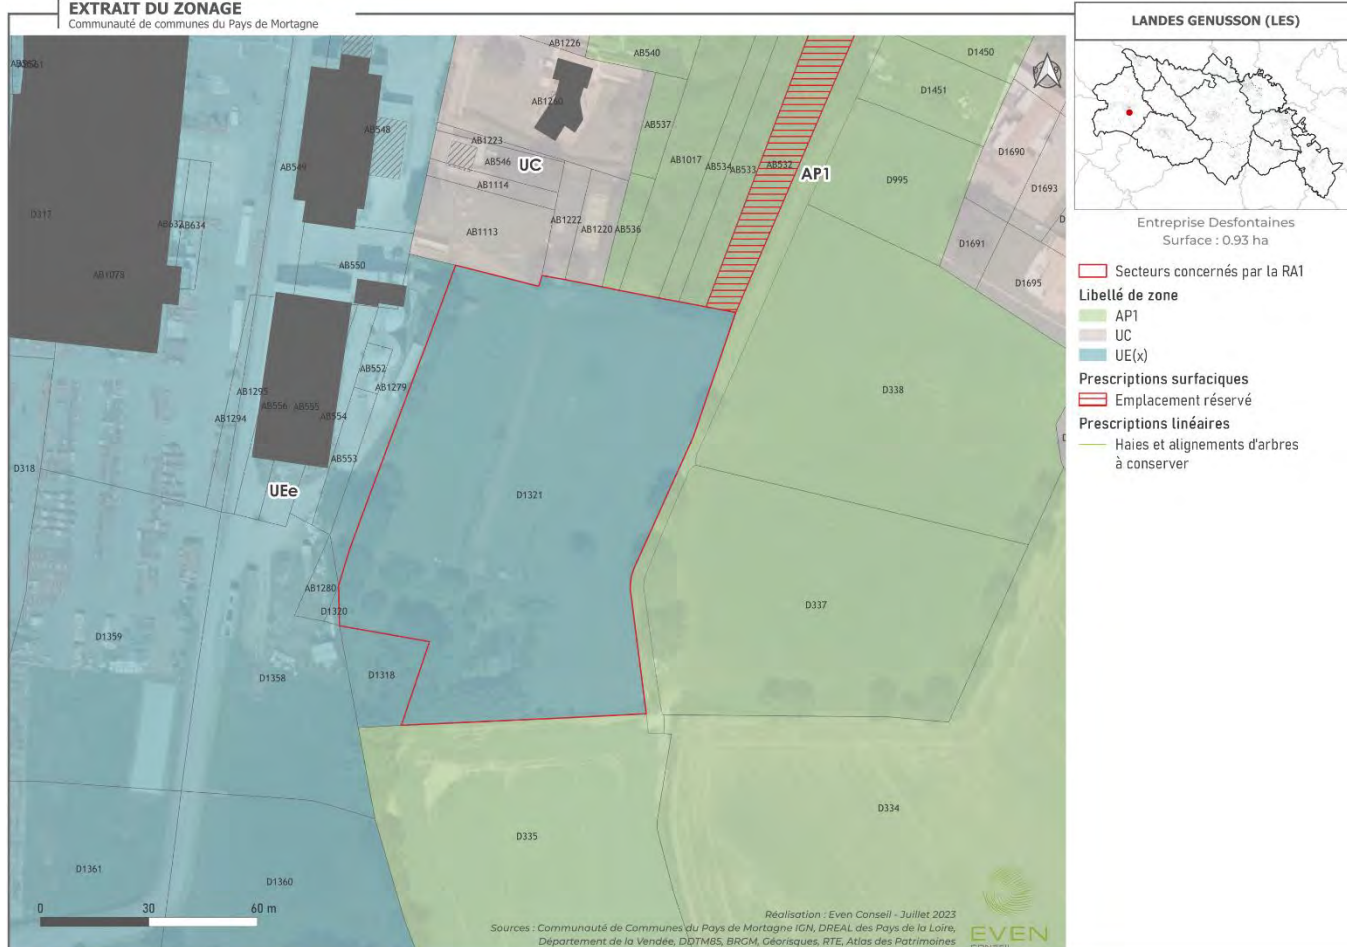 EXTRAIT DU ZONAGE
Communauté de communes du Pays de Mortagne
LANDES GENUSSON (LES)
Entreprise Desfontaines
Surface : 0.93 ha
Secteurs concernés par la RA1
Libellé de zone
AP1
UC
UE(x)
Prescriptions surfaciques
Emplacement réservé
Prescriptions linéaires
Haies et alignements d'arbres
à conserver
AB1226
AB540
D1450
D1451
AB1260
AB548
AB537
AB1223
AB546
UC
AB1017
AB534
AB533
AB532
AP1
D995
D1690
D1693
AB549
AB1114
D317
AB632
AB634
AB1113
AB1222
AB1220
AB536
D1691
D1695
AB1073
AB550
AB552
AB1279
AB1295
AB1294
AB556
AB555
AB554
AB553
D338
D318
UEe
D1321
AB1280
D1320
D337
D1359
D1358
D1318
D335
D334
D1361
D1360
0 30 60 m
Réalisation : Even Conseil - Juillet 2023
Sources : Communauté de Communes du Pays de Mortagne IGN, DREAL des Pays de la Loire,
Département de la Vendée, DDTM85, BRGM, Géorisques, RTE, Atlas des Patrimoines
EVEN